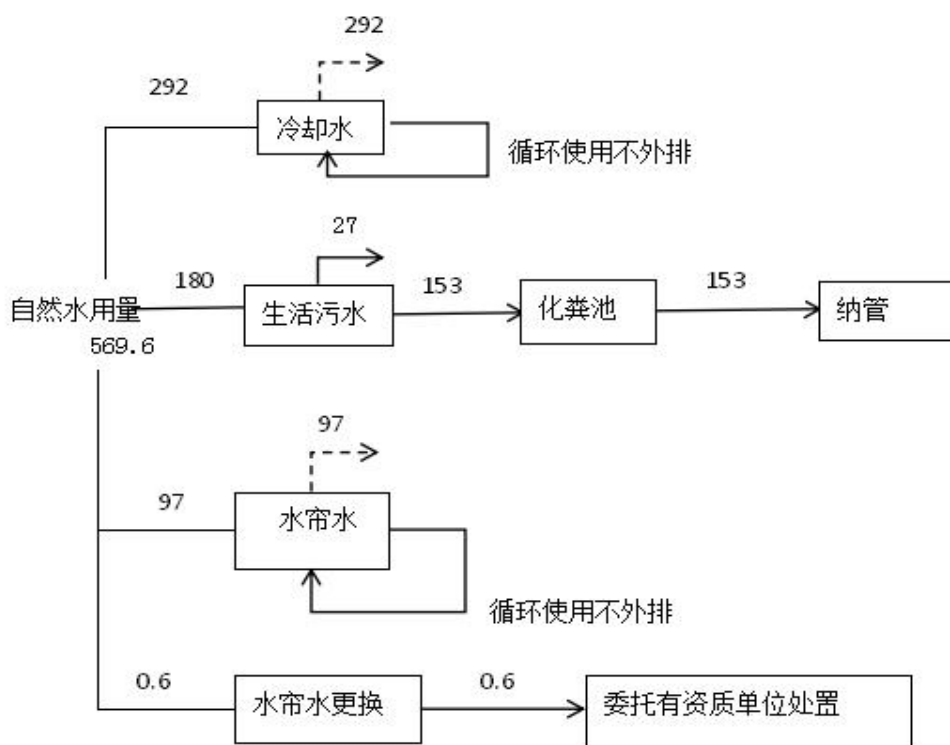 292
292
冷却水
循环使用不外排
27
180
153
153
自然水用量
生活污水
化粪池
纳管
569.6
97
97
水帘水
循环使用不外排
0.6
0.6
水帘水更换
委托有资质单位处置